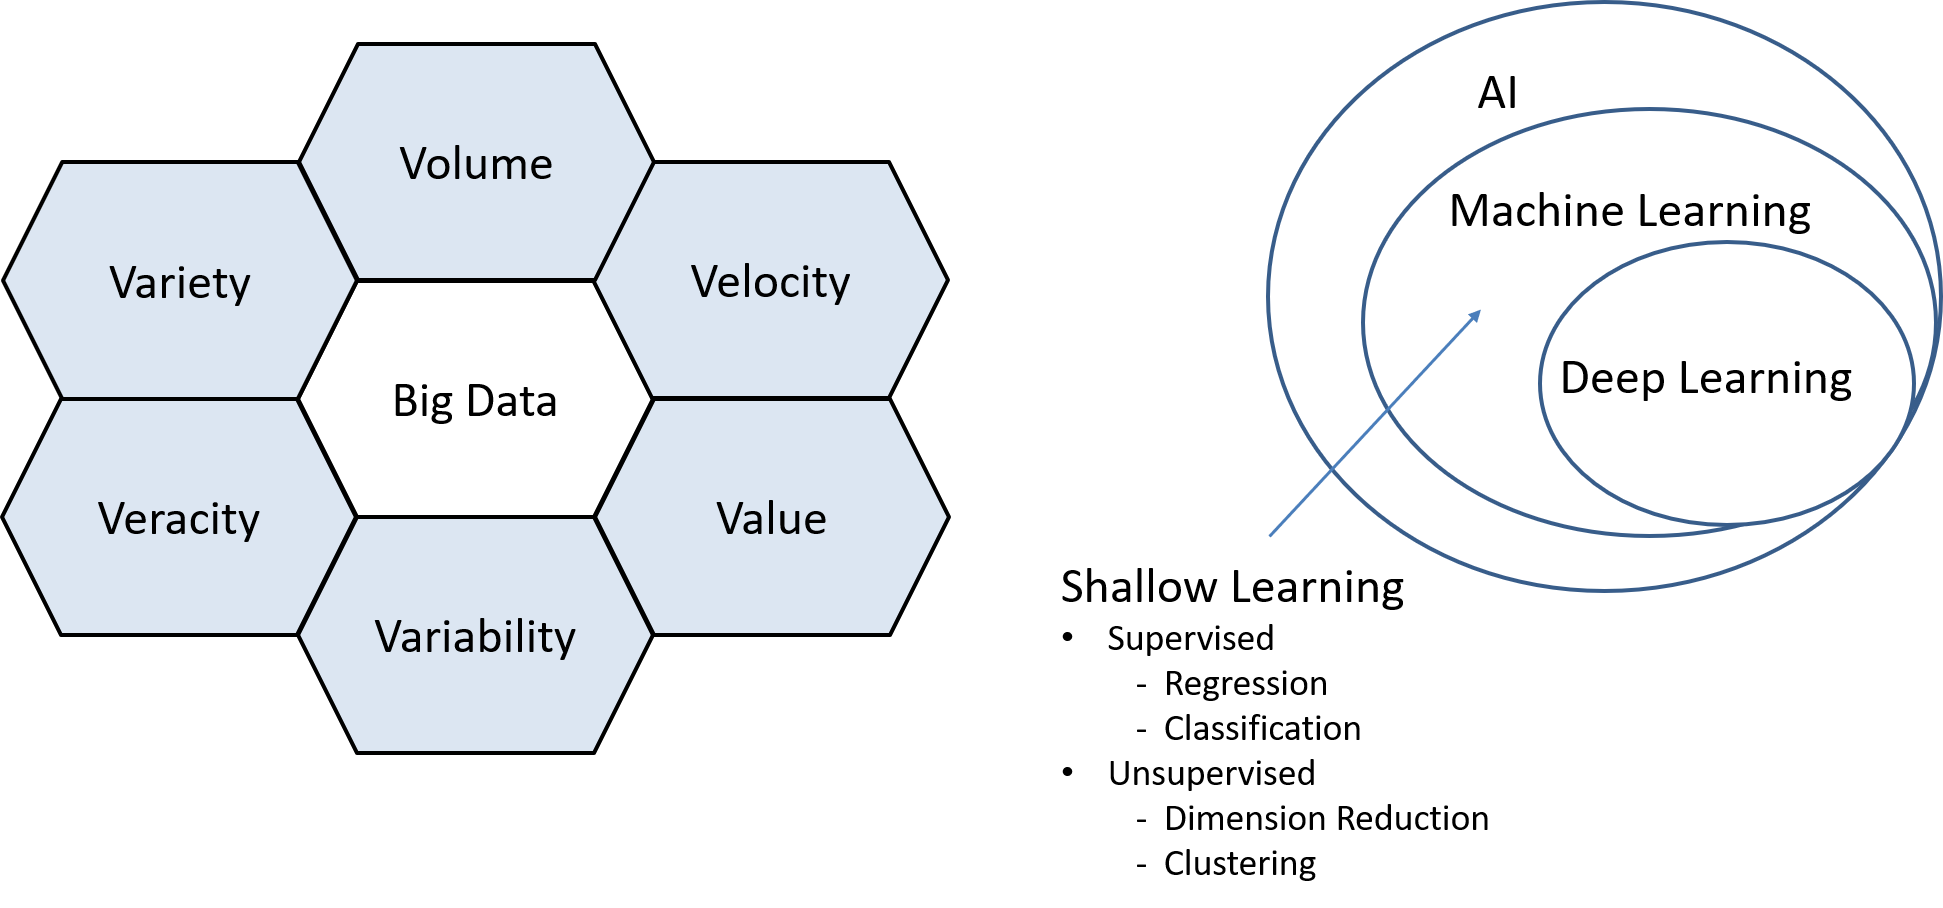 Volume
Variety
Velocity
Big Data
Veracity
Value
Variability
AI
Machine Learning
Deep Learning
Shallow Learning
• Supervised
- Regression
- Classification
• Unsupervised
- Dimension Reduction
- Clustering